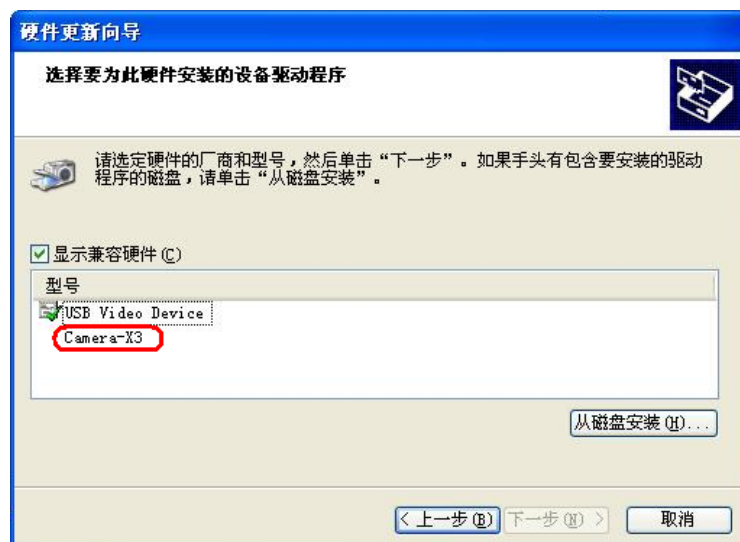 硬件更新向导
选择要为此硬件安装的设备驱动程序
请选定硬件的厂商和型号，然后单击“下一步”。如果手头有包含要安装的驱动
程序的磁盘，请单击“从磁盘安装”。
显示兼容硬件(C)
型号
USB Video Device
Camera-X3
从磁盘安装(H)...
< 上一步(B) 下一步(N) > 取消